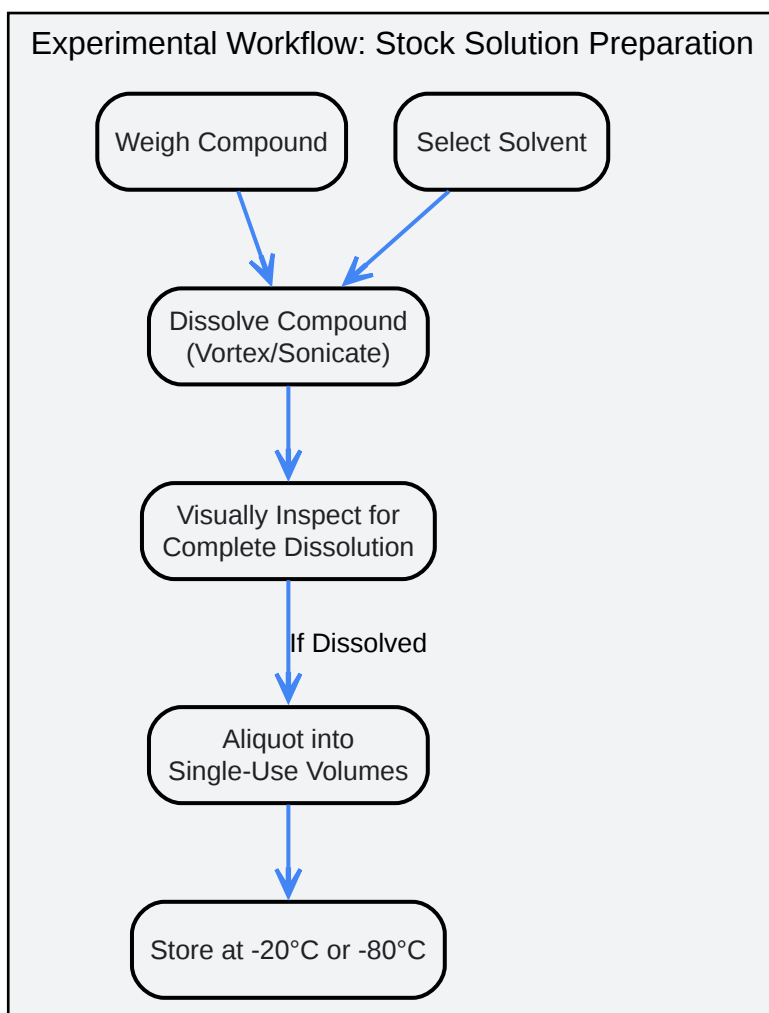 Experimental Workflow: Stock Solution Preparation
Weigh Compound
Select Solvent
Dissolve Compound
(Vortex/Sonicate)
Visually Inspect for
Complete Dissolution
If Dissolved
Aliquot into
Single-Use Volumes
Store at -20°C or -80°C